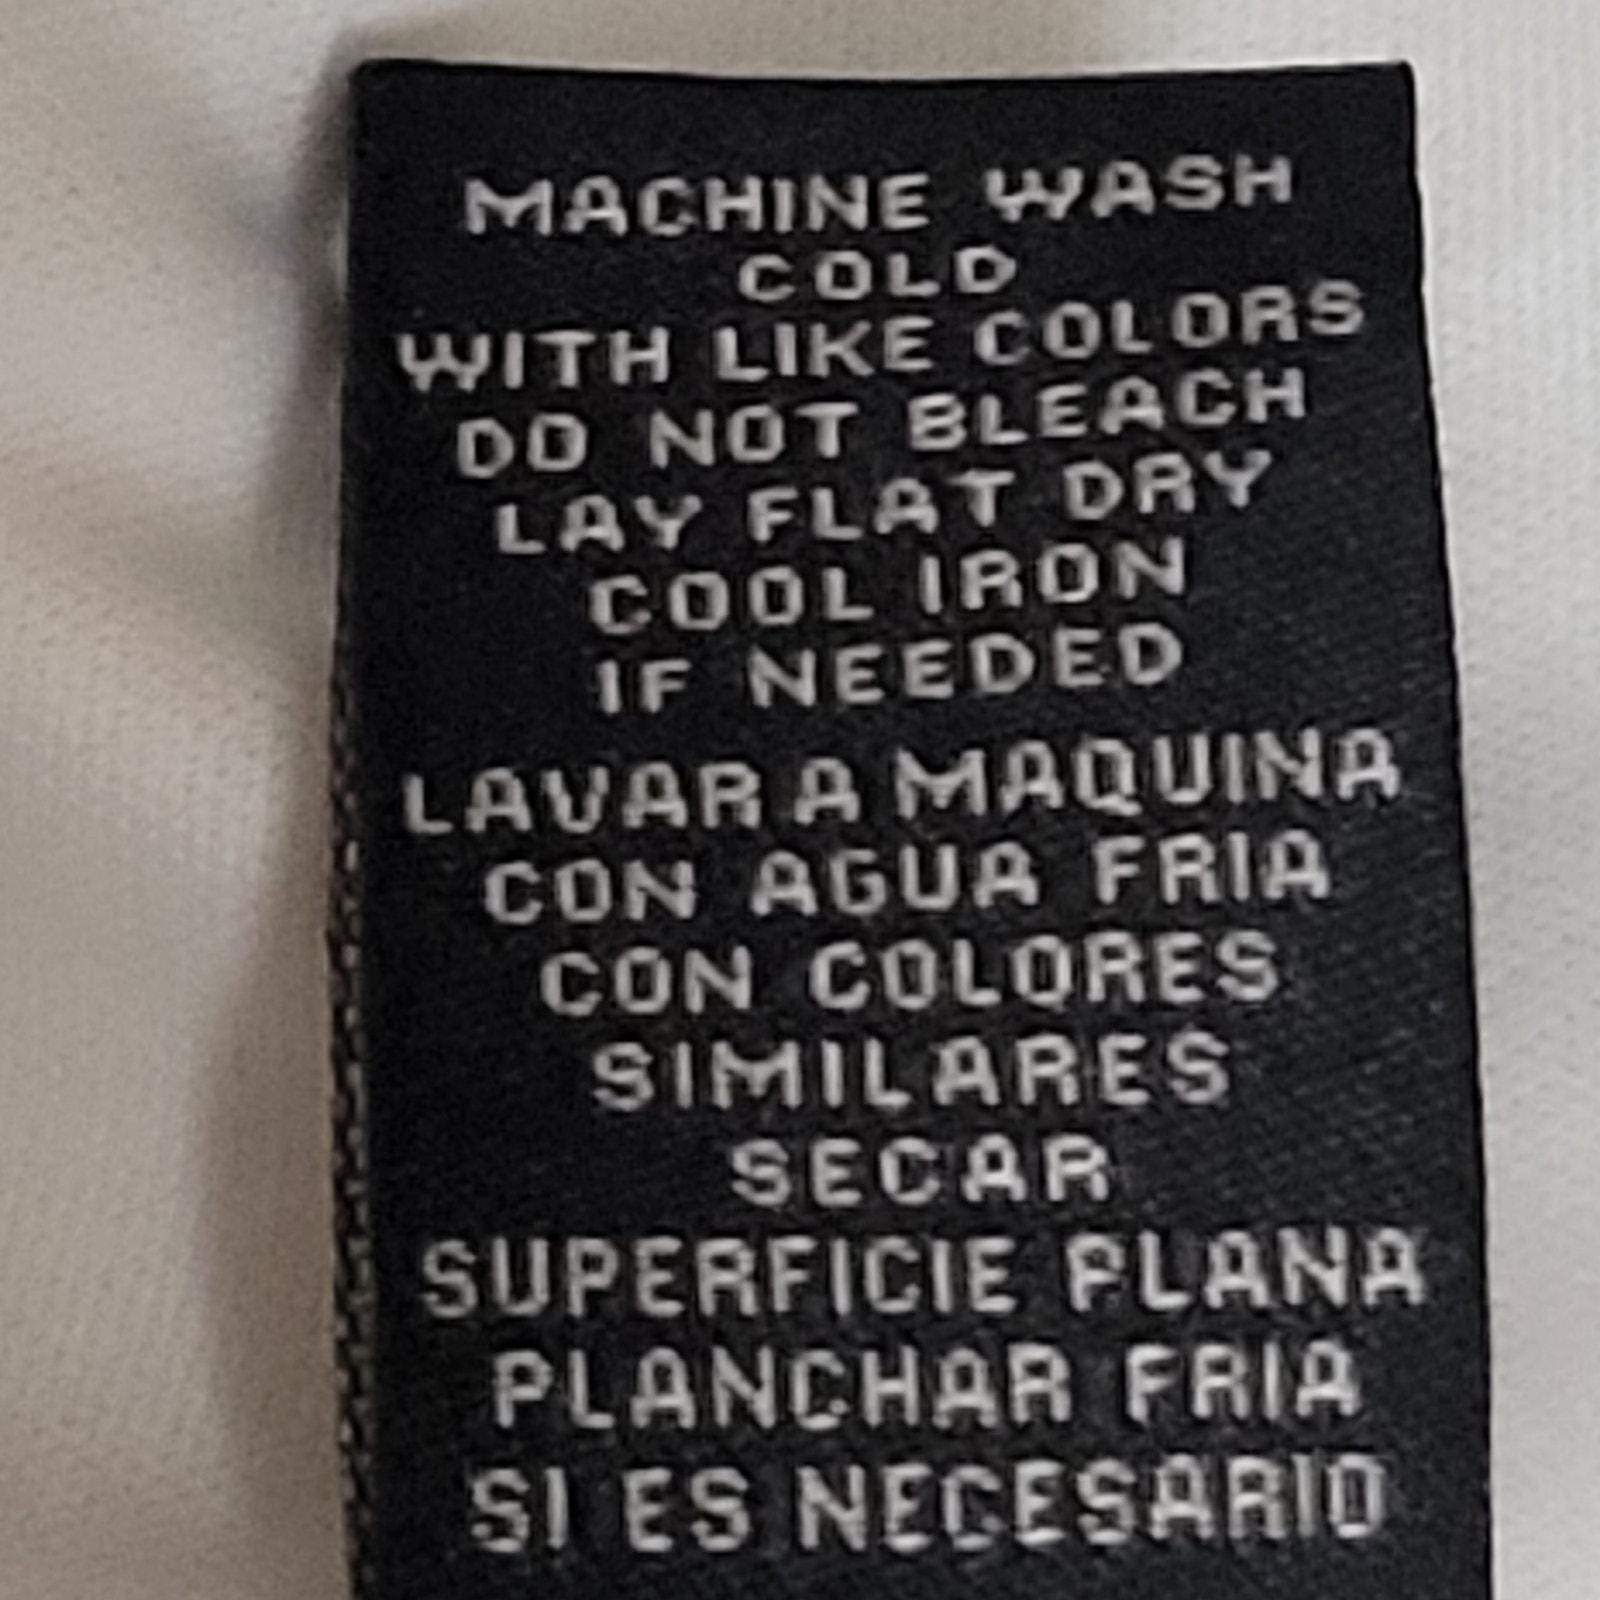 MACHINE WASH
COLD
WITH LIKE COLORS
DO NOT BLEACH
LAY FLAT DRY
COOL IRON
IF NEEDED
LAVAR A MAQUINA
CON AGUA FRIA
CON COLORES
SIMILARES
SECAR
SUPERFICIE PLANA
PLANCHAR FRIA
SI ES NECESARIO